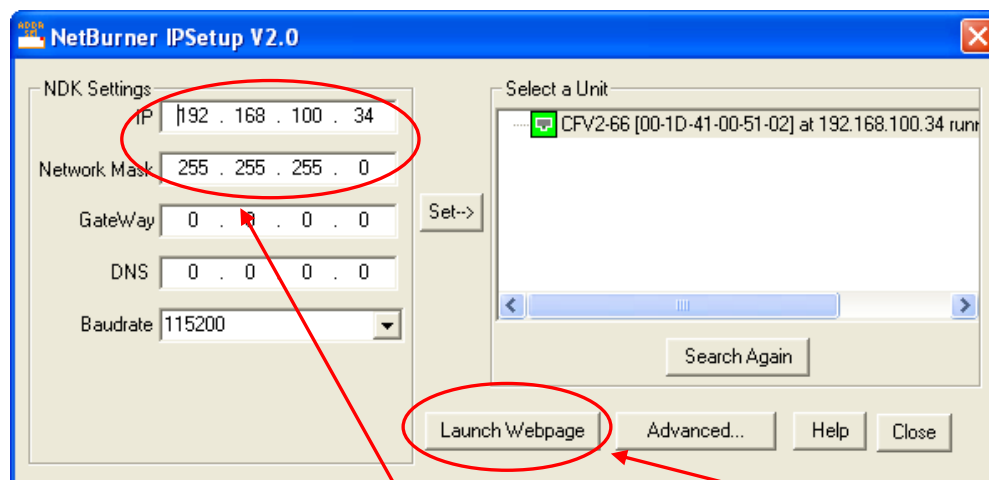 NetBurner IPSetup V2.0
NDK Settings
IP 192 . 168 . 100 . 34
Network Mask 255 . 255 . 255 . 0
GateWay 0 . 0 . 0 . 0
DNS 0 . 0 0 . 0
Baudrate 115200
Set-->
Select a Unit
CFV2-66 [00-1D-41-00-51-02] at 192.168.100.34
Search Again
Launch Webpage Advanced... Help Close